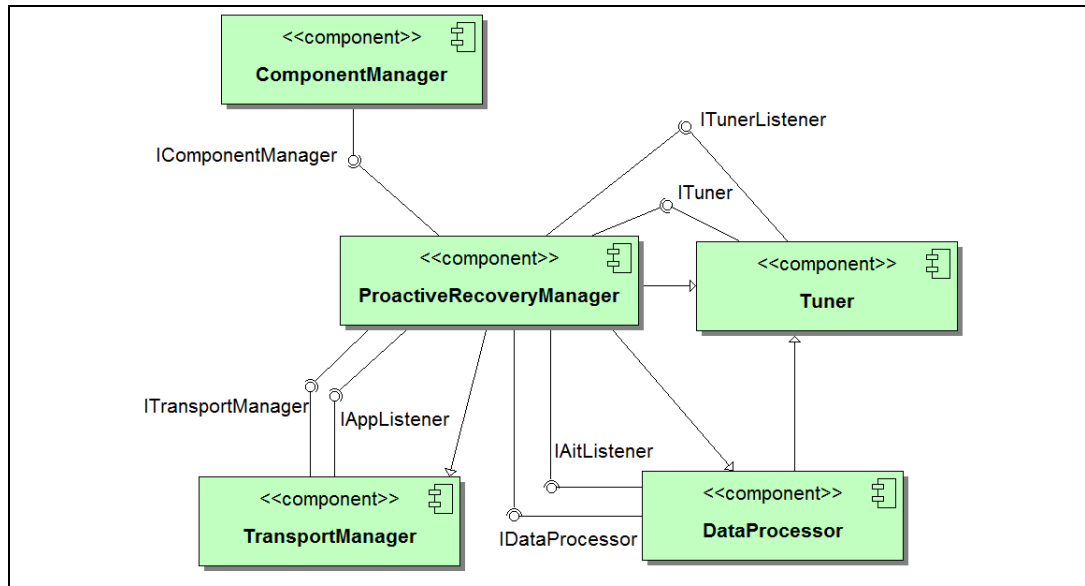 <<component>>
ComponentManager
IComponentManager
ITunerListener
ITuner
<<component>>
ProactiveRecoveryManager
<<component>>
Tuner
ITransportManager
IAppListener
IAitListener
IDataProcessor
<<component>>
TransportManager
<<component>>
DataProcessor